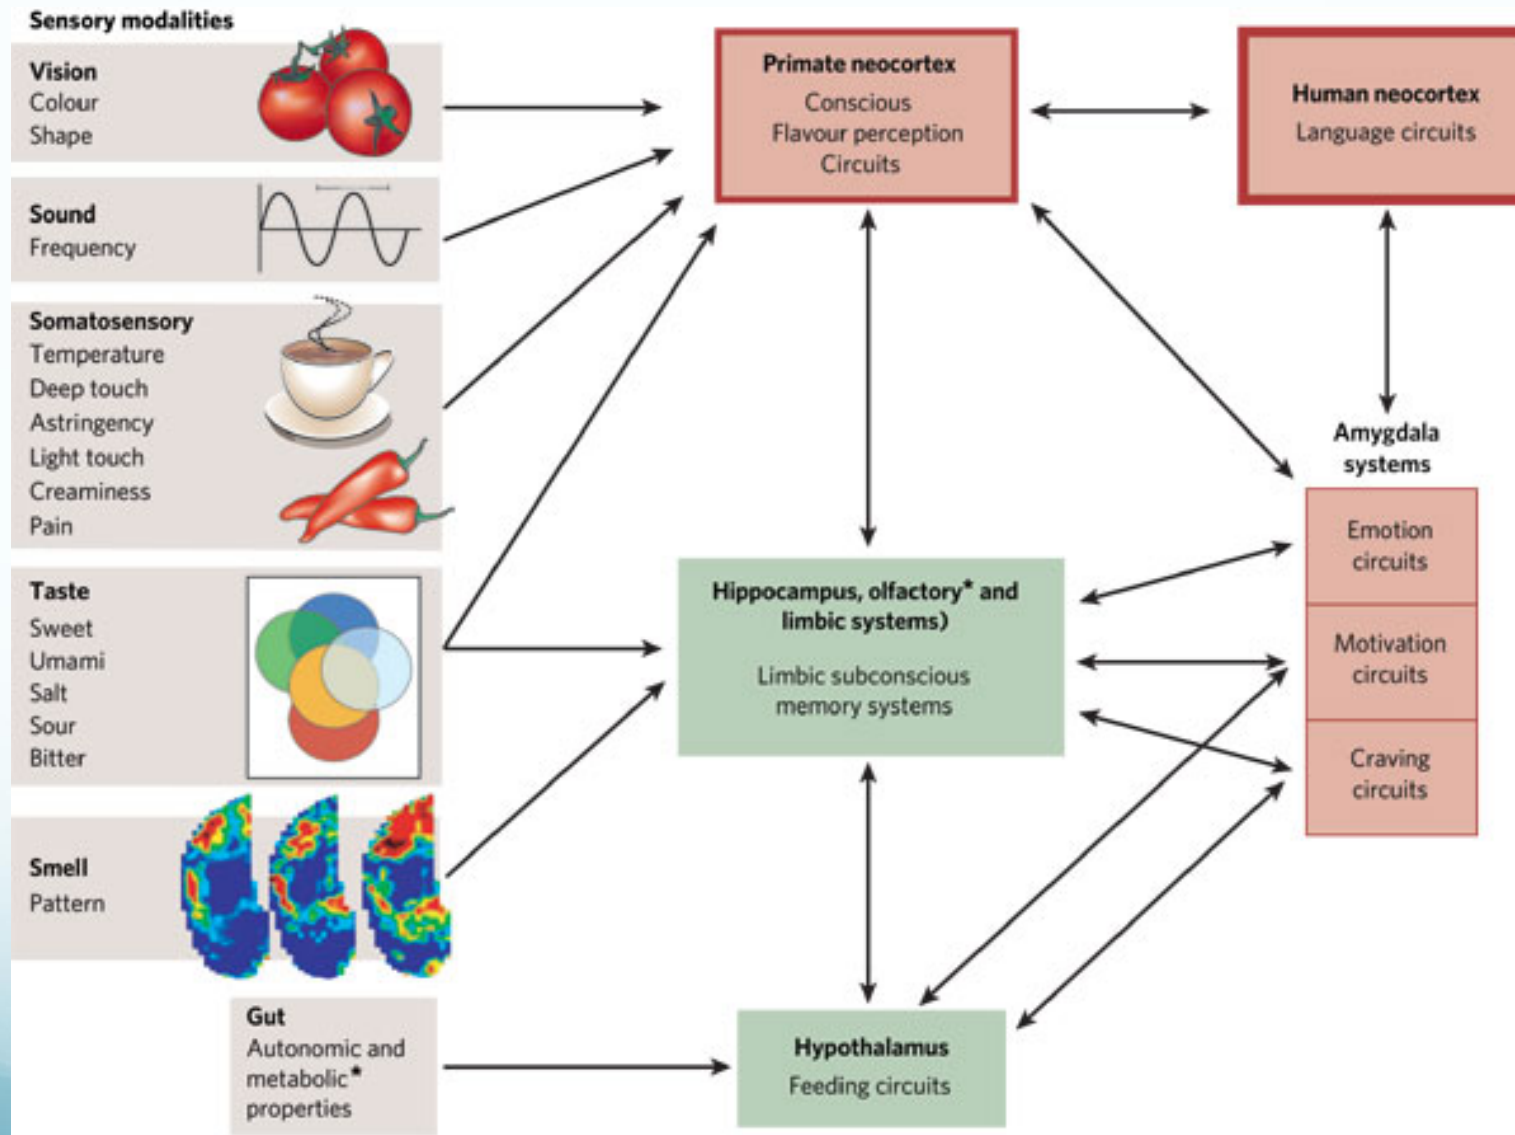 Sensory modalities
Vision
Colour
Shape
Sound
Frequency
Somatosensory
Temperature
Deep touch
Astringency
Light touch
Creaminess
Pain
Taste
Sweet
Umami
Salt
Sour
Bitter
Smell
Pattern
Gut
Autonomic and
metabolic*
properties
Primate neocortex
Conscious
Flavour perception
Circuits
Human neocortex
Language circuits
Hippocampus, olfactory* and
limbic systems)
Limbic subconscious
memory systems
Amygdala
systems
Emotion
circuits
Motivation
circuits
Craving
circuits
Hypothalamus
Feeding circuits